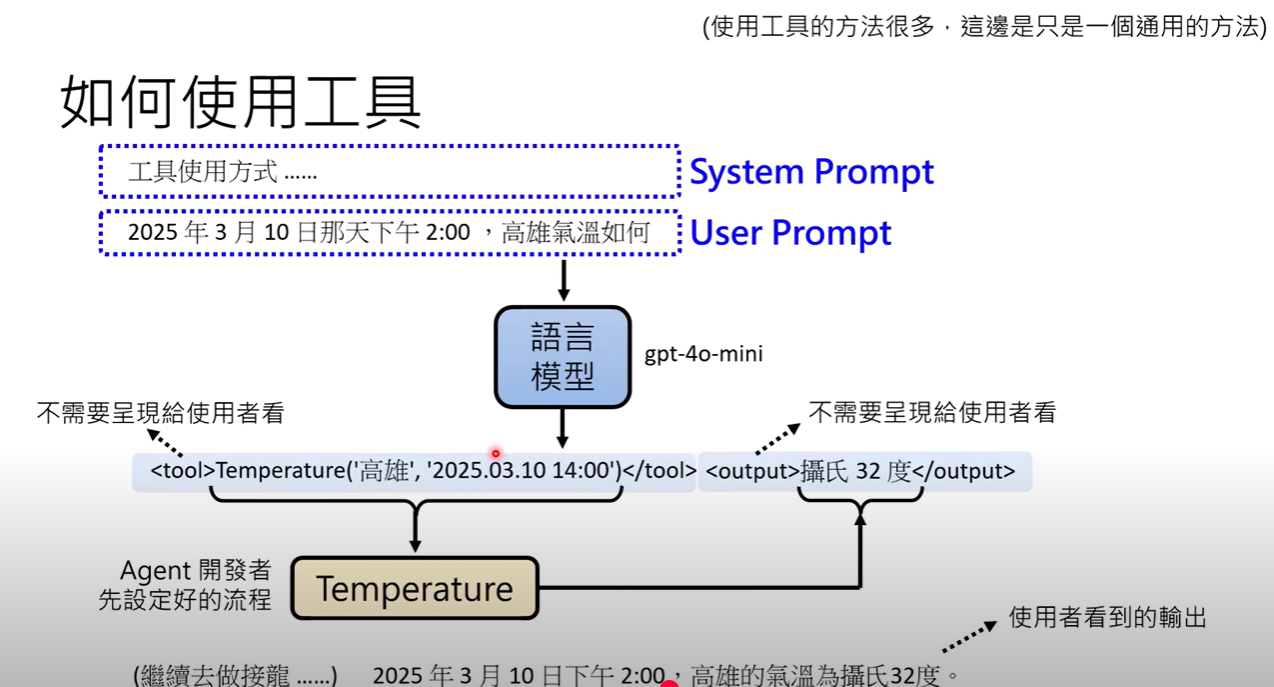 (使用工具的方法很多，這邊是只是一個通用的方法)
如何使用工具
工具使用方式 ......
System Prompt
2025 年 3 月 10 日那天下午 2:00 ，高雄氣溫如何
User Prompt
語言
模型
gpt-4o-mini
不需要呈現給使用者看
不需要呈現給使用者看
<tool>Temperature('高雄', '2025.03.10 14:00')</tool>
<output>攝氏 32 度</output>
Agent 開發者
先設定好的流程
Temperature
使用者看到的輸出
(繼續去做接龍 ......)
2025 年 3 月 10 日下午 2:00，高雄的氣溫為攝氏32度。